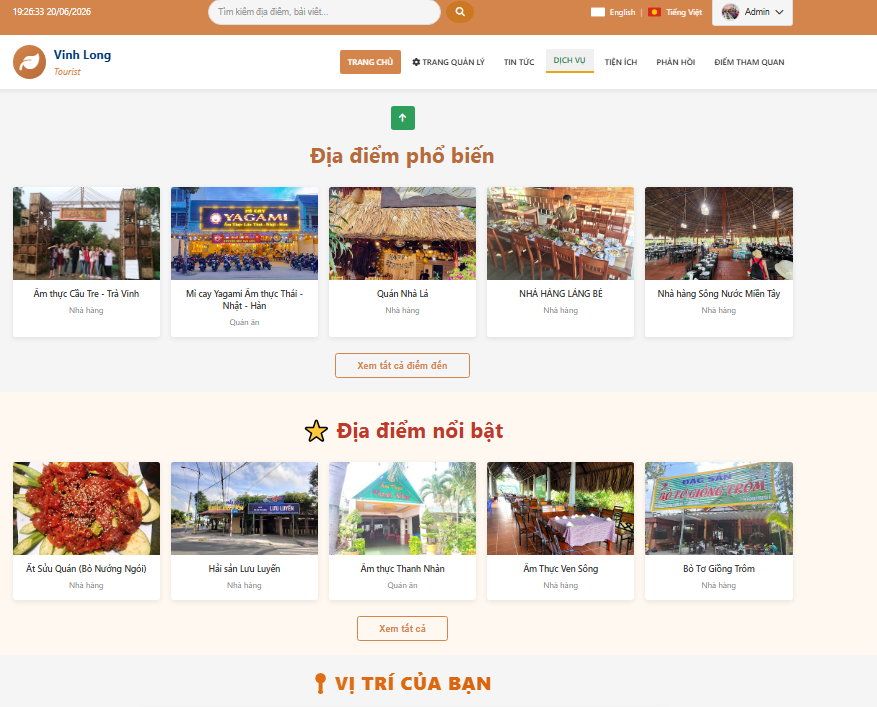 19:26:33 20/06/2026
Tìm kiếm địa điểm, bài viết...
English | Tiếng Việt
Admin
Vinh Long
Tourist
TRANG CHỦ
TRANG QUẢN LÝ
TIN TỨC
DỊCH VỤ
TIỆN ÍCH
PHẢN HỒI
ĐIỂM THAM QUAN
Địa điểm phổ biến
YAGAMI
Ẩm thực Cầu Tre - Trà Vinh
Nhà hàng
Mì cay Yagami Ẩm thực Thái -
Nhật - Hàn
Quán ăn
Quán Nhà Lá
Nhà hàng
NHÀ HÀNG LÀNG BÈ
Nhà hàng
Nhà hàng Sông Nước Miền Tây
Nhà hàng
Xem tất cả điểm đến
Địa điểm nổi bật
LƯU LUYẾN
Ẩm Thực
Thanh Nhàn
ĐẶC SẢN
BÒ TƠ GIỒNG TRÔM
Ất Sửu Quán (Bò Nướng Ngói)
Nhà hàng
Hải sản Lưu Luyến
Nhà hàng
Ẩm thực Thanh Nhàn
Quán ăn
Ẩm Thực Ven Sông
Nhà hàng
Bò Tơ Giồng Trôm
Nhà hàng
Xem tất cả
VỊ TRÍ CỦA BẠN